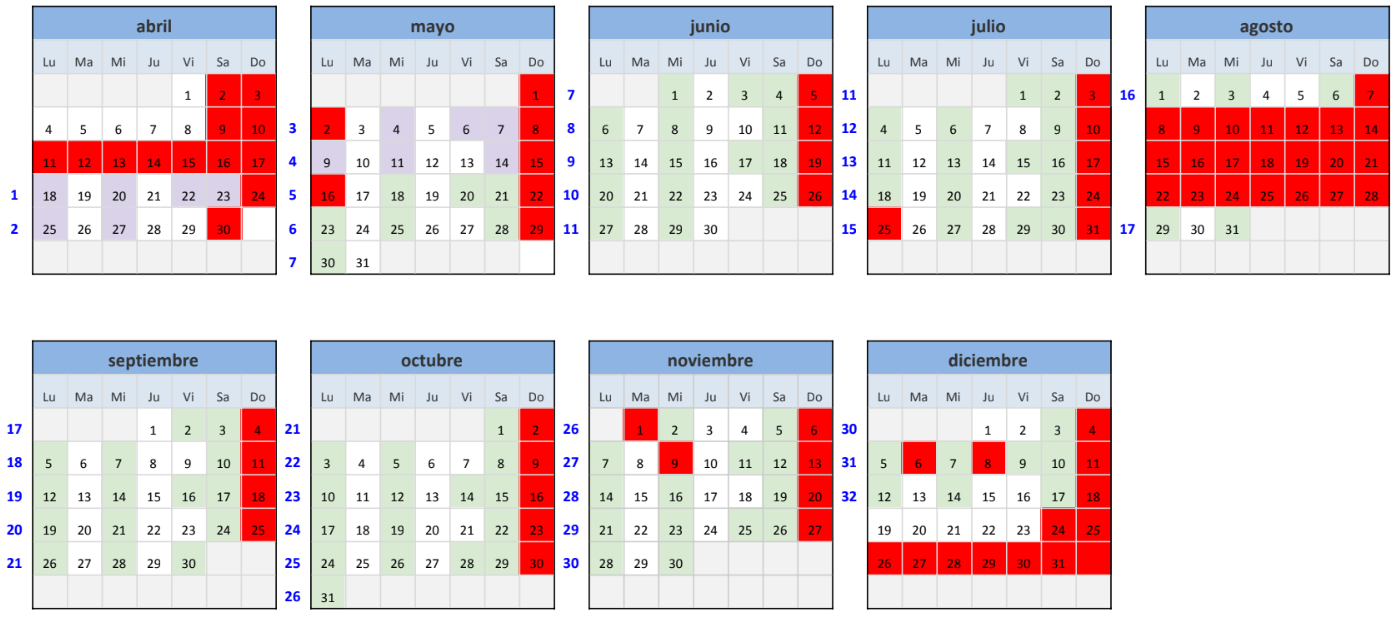 abril mayo junio julio agosto
Lu Ma Mi Ju Vi Sa Do Lu Ma Mi Ju Vi Sa Do Lu Ma Mi Ju Vi Sa Do Lu Ma Mi Ju Vi Sa Do Lu Ma Mi Ju Vi Sa Do
1 2 3 1 7 1 2 3 4 5 11 1 2 3 16 1 2 3 4 5 6 7
4 5 6 7 8 9 10 3 2 3 4 5 6 7 8 8 6 7 8 9 10 11 12 12 4 5 6 7 8 9 10 8 9 10 11 12 13 14
11 12 13 14 15 16 17 4 9 10 11 12 13 14 15 9 13 14 15 16 17 18 19 13 11 12 13 14 15 16 17 15 16 17 18 19 20 21
1 18 19 20 21 22 23 24 5 16 17 18 19 20 21 22 10 20 21 22 23 24 25 26 14 18 19 20 21 22 23 24 22 23 24 25 26 27 28
2 25 26 27 28 29 30 6 23 24 25 26 27 28 29 11 27 28 29 30 15 25 26 27 28 29 30 31 17 29 30 31
7 30 31
septiembre octubre noviembre diciembre
Lu Ma Mi Ju Vi Sa Do Lu Ma Mi Ju Vi Sa Do Lu Ma Mi Ju Vi Sa Do Lu Ma Mi Ju Vi Sa Do
17 1 2 3 4 21 1 2 26 1 2 3 4 5 6 30 1 2 3 4
18 5 6 7 8 9 10 11 22 3 4 5 6 7 8 9 27 7 8 9 10 11 12 13 31 5 6 7 8 9 10 11
19 12 13 14 15 16 17 18 23 10 11 12 13 14 15 16 28 14 15 16 17 18 19 20 32 12 13 14 15 16 17 18
20 19 20 21 22 23 24 25 24 17 18 19 20 21 22 23 29 21 22 23 24 25 26 27 19 20 21 22 23 24 25
21 26 27 28 29 30 25 24 25 26 27 28 29 30 30 28 29 30 26 27 28 29 30 31
26 31